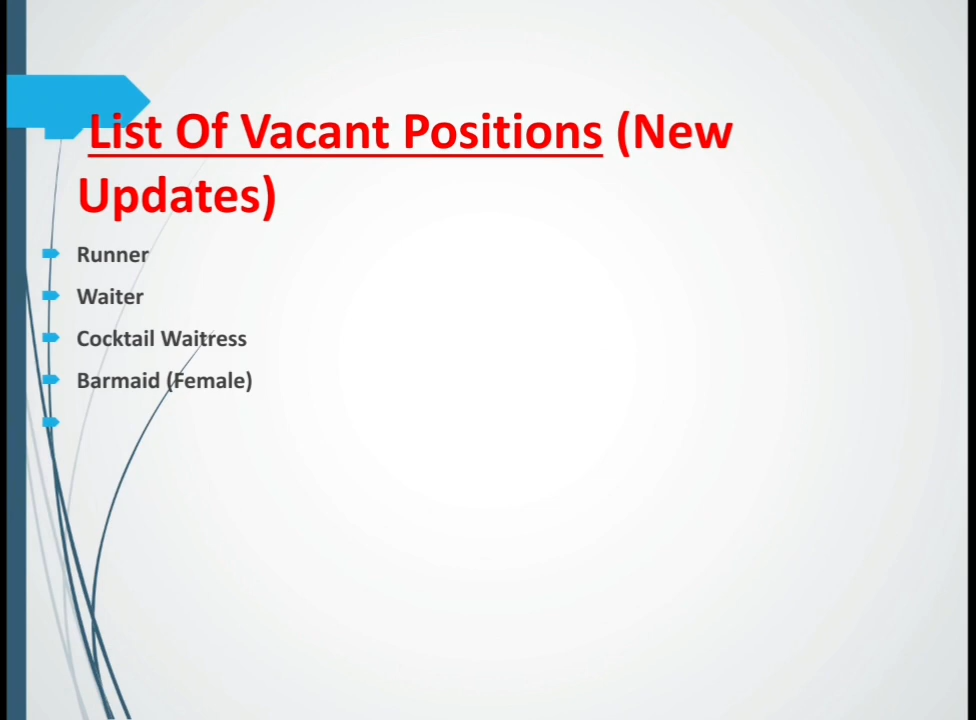 List Of Vacant Positions (New
Updates)
Runner
Waiter
Cocktail Waitress
Barmaid (Female)